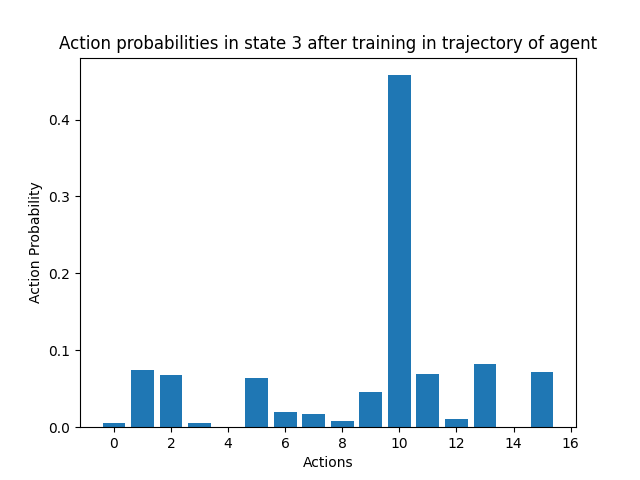 Action probabilities in state 3 after training in trajectory of agent
0.4
0.3
0.2
0.1
0.0
Action Probability
0 2 4 6 8 10 12 14 16
Actions